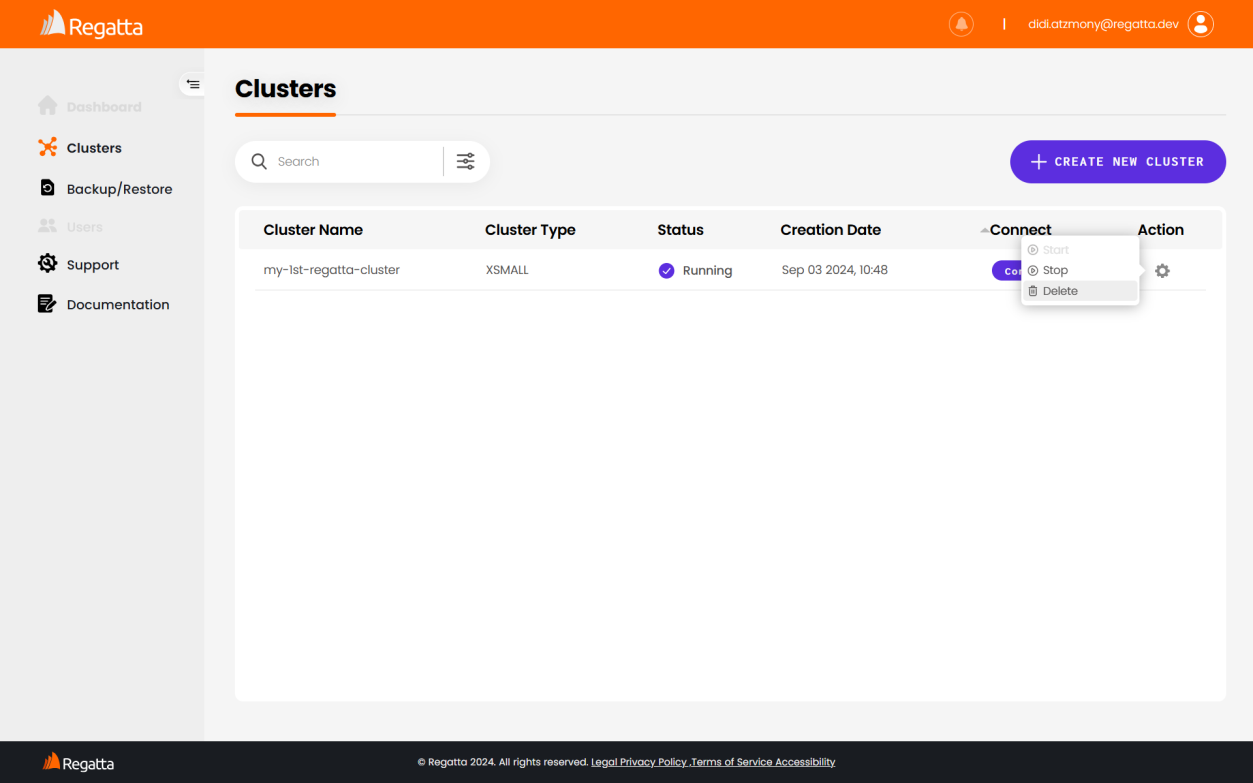 Regatta
didi.atzmony@regatta.dev
Clusters
Dashboard
Clusters
Backup/Restore
Users
Support
Documentation
Search
CREATE NEW CLUSTER
Cluster Name Cluster Type Status Creation Date Connect Action
my-1st-regatta-cluster XSMALL Running Sep 03 2024, 10:48
Start
Stop
Delete
Regatta
© Regatta 2024. All rights reserved. Legal Privacy Policy .Terms of Service Accessibility